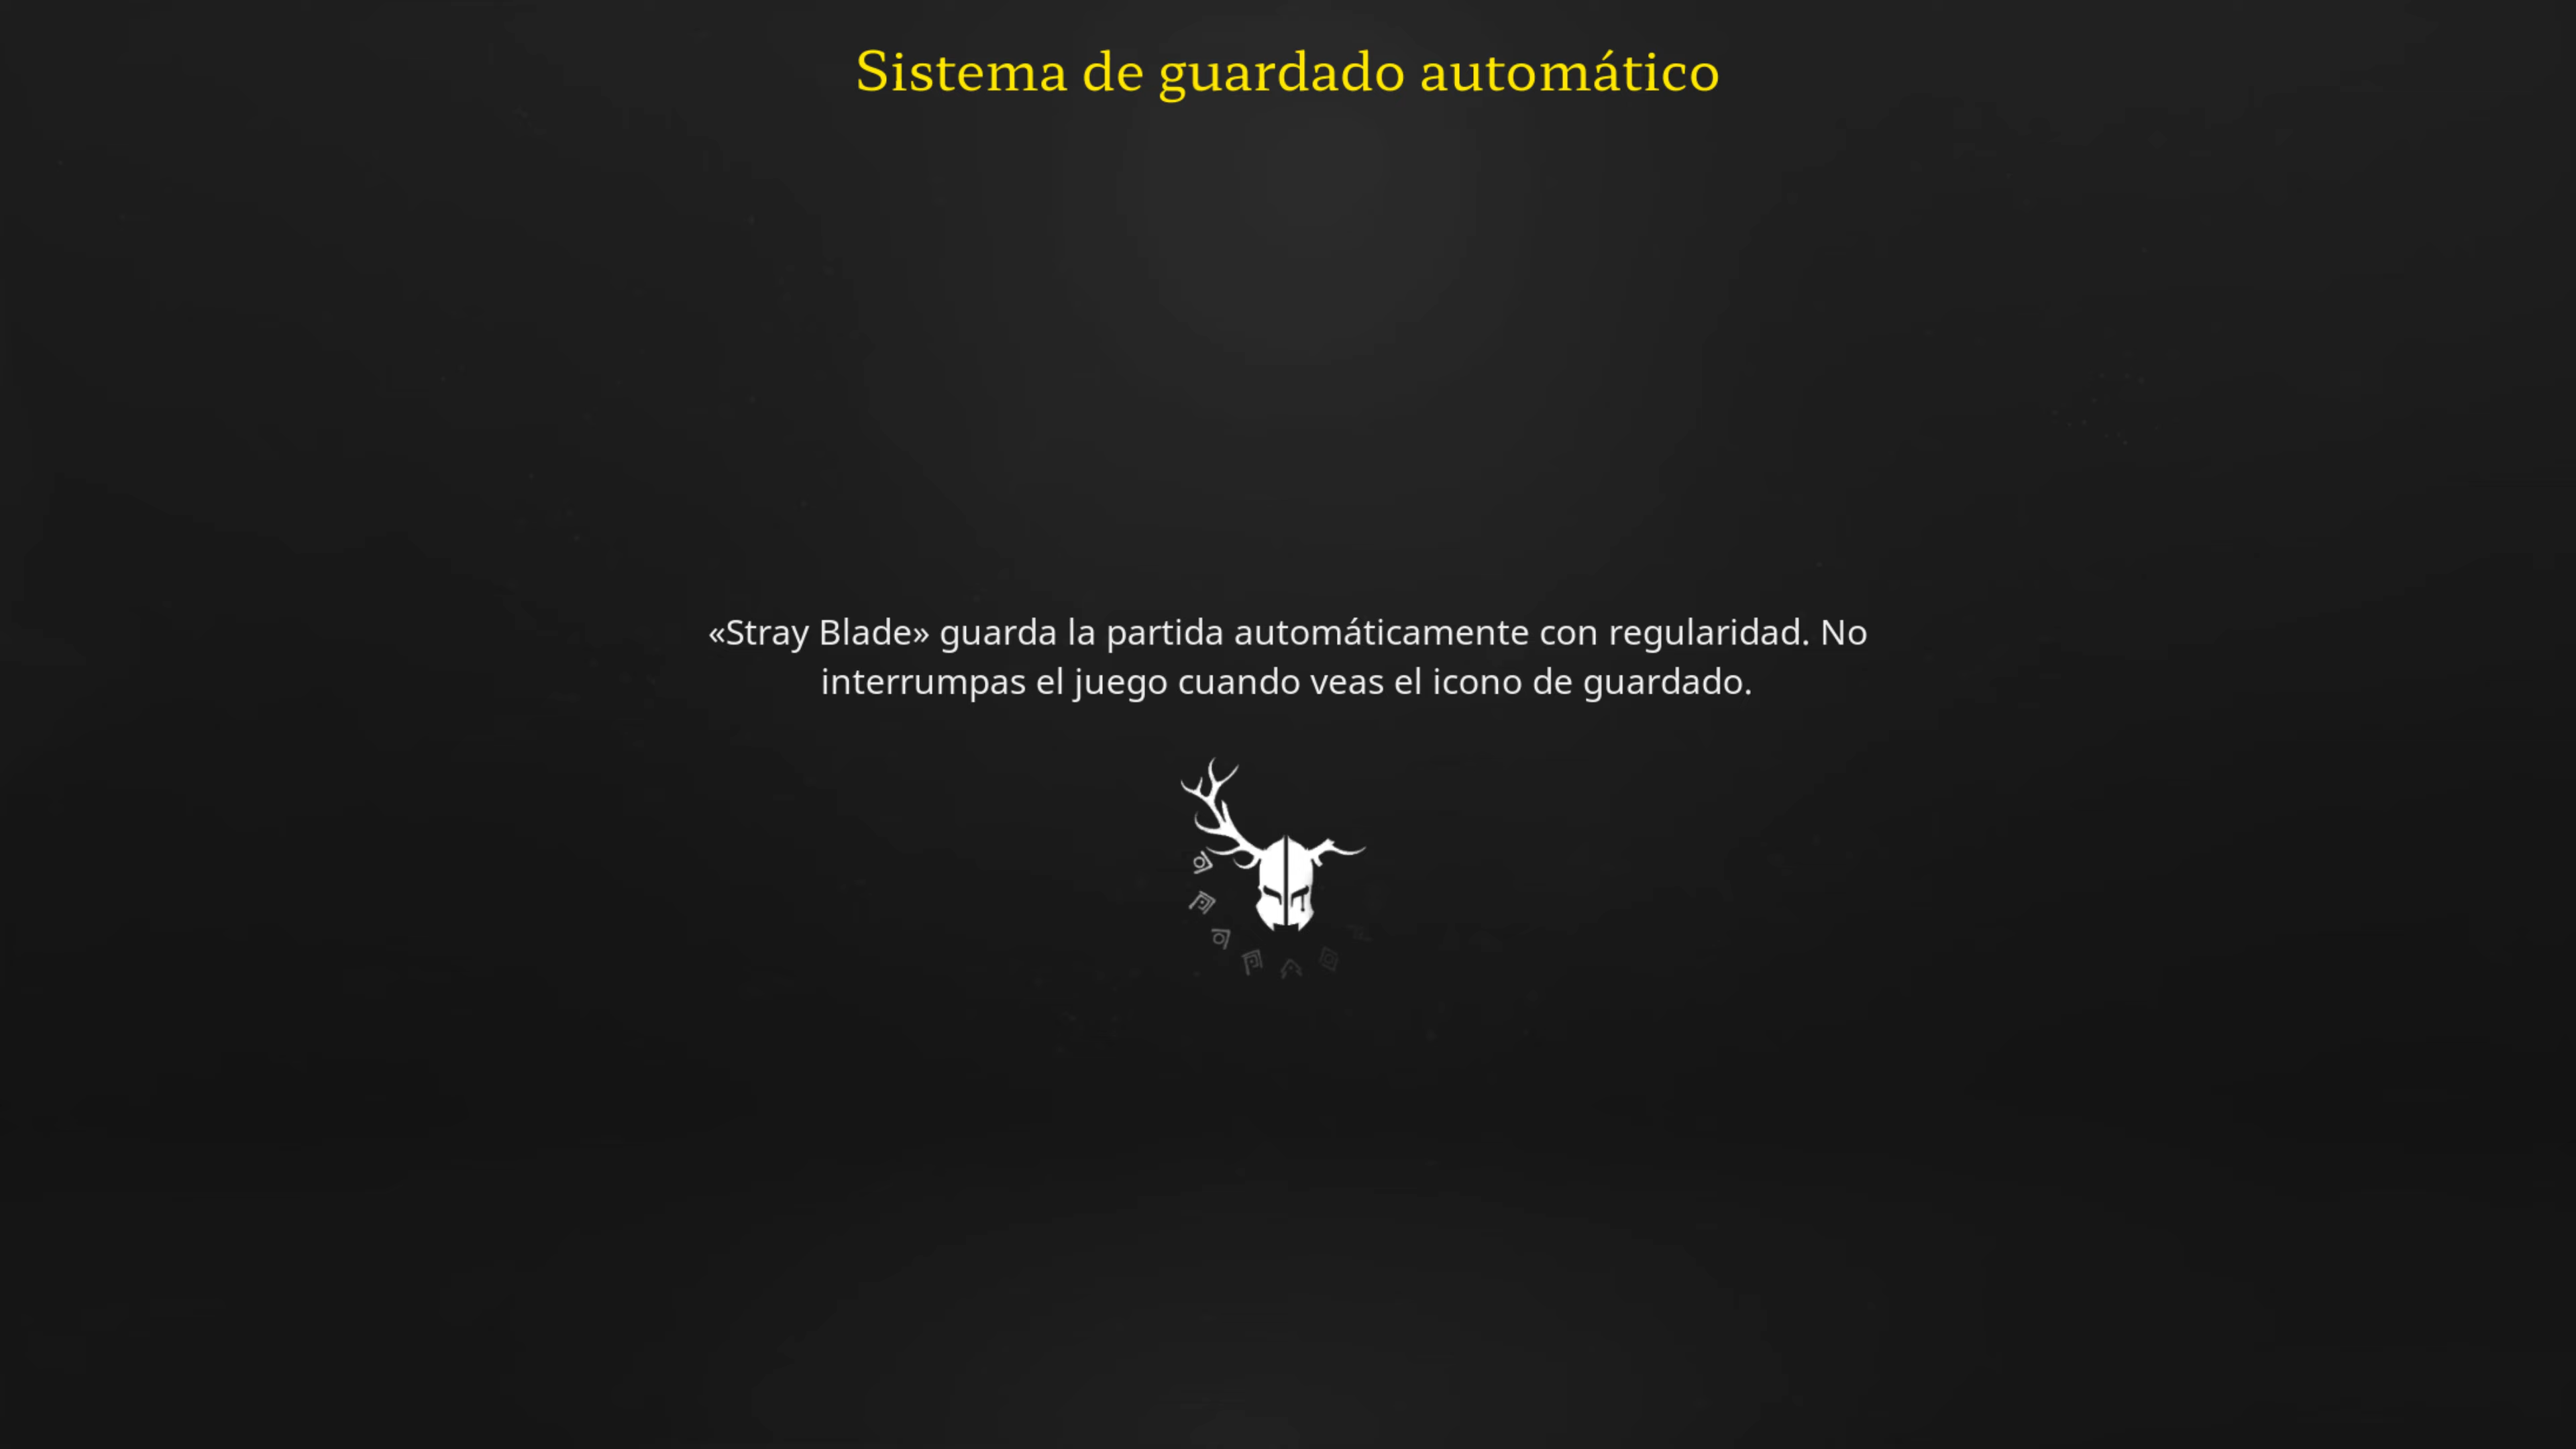 Sistema de guardado automático
«Stray Blade» guarda la partida automáticamente con regularidad. No
interrumpas el juego cuando veas el icono de guardado.